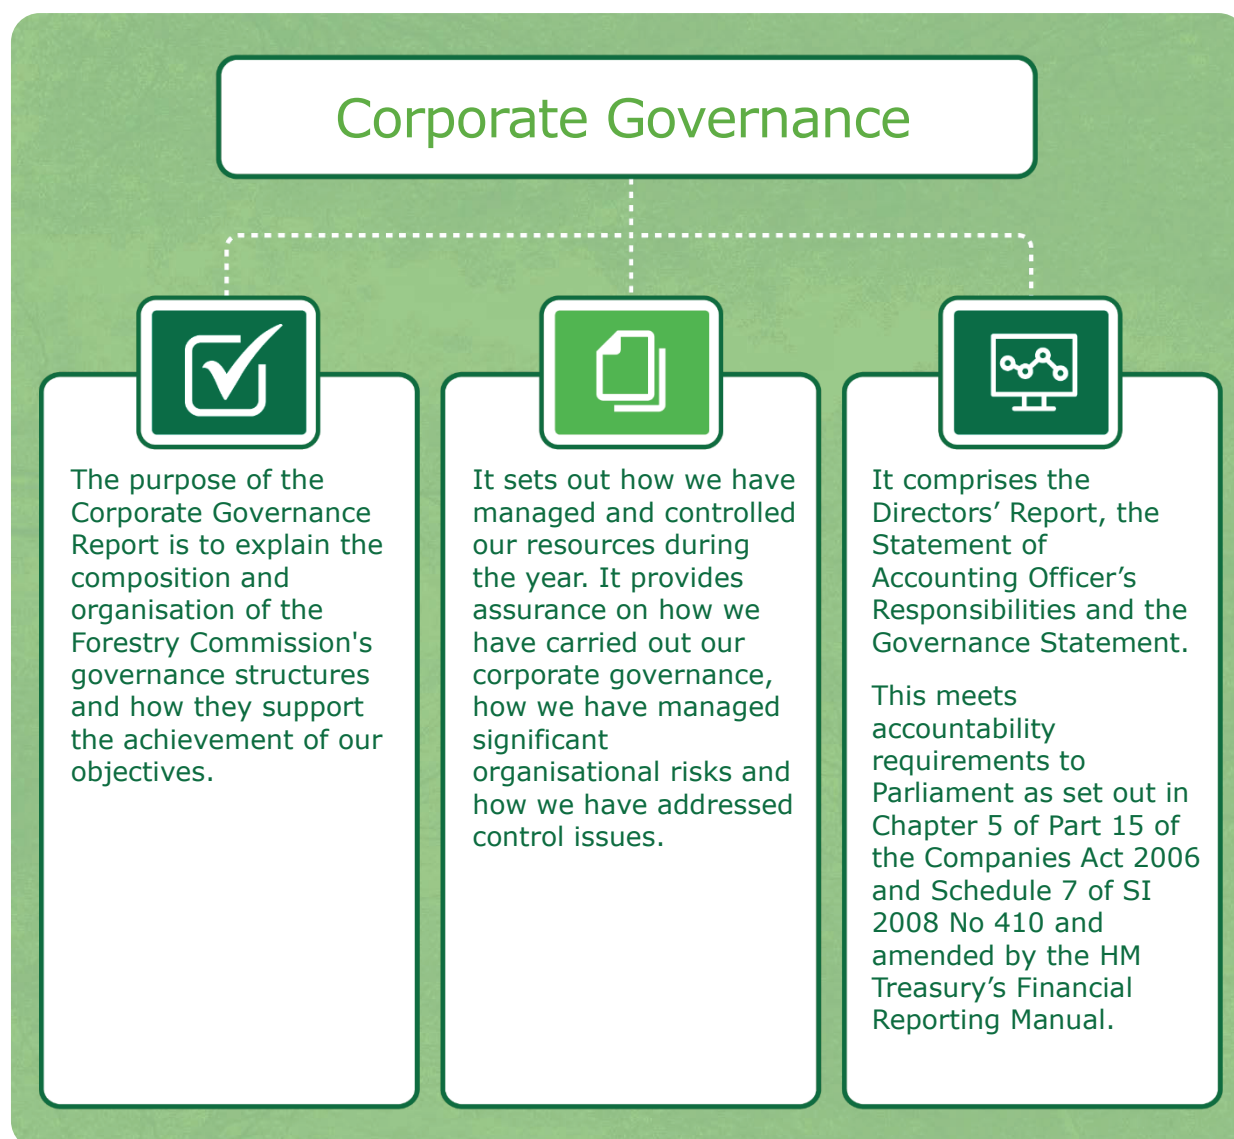 Corporate Governance
The purpose of the
Corporate Governance
Report is to explain the
composition and
organisation of the
Forestry Commission's
governance structures
and how they support
the achievement of our
objectives.
It sets out how we have
managed and controlled
our resources during
the year. It provides
assurance on how we
have carried out our
corporate governance,
how we have managed
significant
organisational risks and
how we have addressed
control issues.
It comprises the
Directors’ Report, the
Statement of
Accounting Officer’s
Responsibilities and the
Governance Statement.
This meets
accountability
requirements to
Parliament as set out in
Chapter 5 of Part 15 of
the Companies Act 2006
and Schedule 7 of SI
2008 No 410 and
amended by the HM
Treasury’s Financial
Reporting Manual.